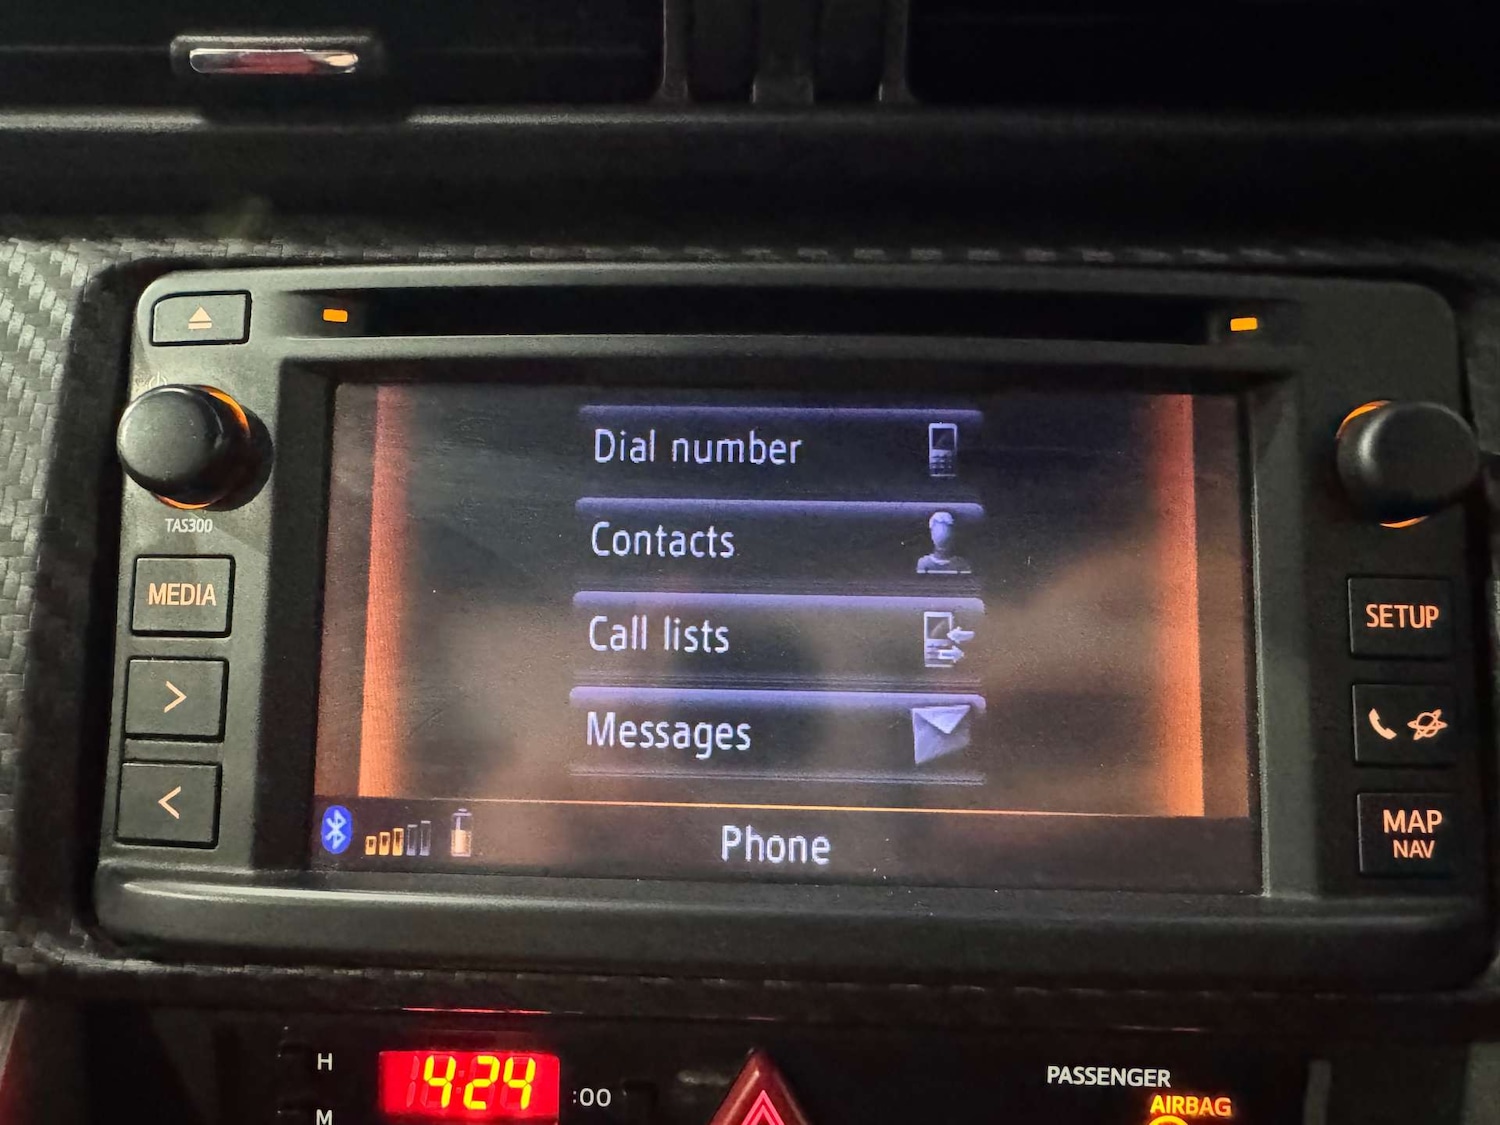 TAS300
MEDIA
>
<
Dial number
Contacts
Call lists
Messages
Phone
SETUP
MAP
NAV
H
4:24
:00
M
PASSENGER
AIRBAG